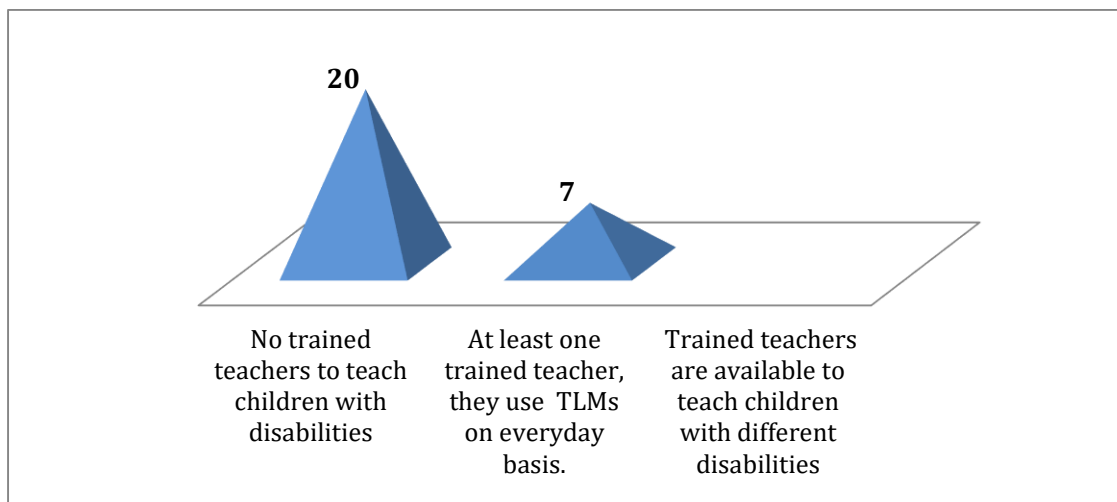 20
7
No trained
teachers to teach
children with
disabilities
At least one
trained teacher,
they use TLMs
on everyday
basis.
Trained teachers
are available to
teach children
with different
disabilities